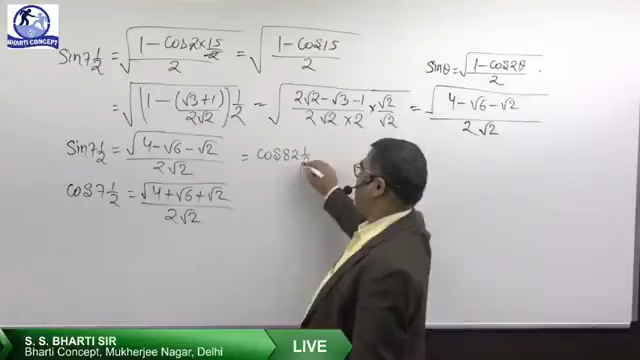 BHARTI CONCEPT
Sin7½ = √((1 - Cos2×15/2)/2) = √((1 - Cos15)/2)
Sinθ = √((1 - Cos2θ)/2) .
= √((1 - (√3+1)/2√2) 1/2) = √((2√2 - √3 - 1)/(2√2 × 2) × √2/√2) = √(4 - √6 - √2)/2√2
Sin7½ = √(4 - √6 - √2)/2√2 = Cos82½
Cos7½ = √(4 + √6 + √2)/2√2
S. S. BHARTI SIR
Bharti Concept, Mukherjee Nagar, Delhi
LIVE